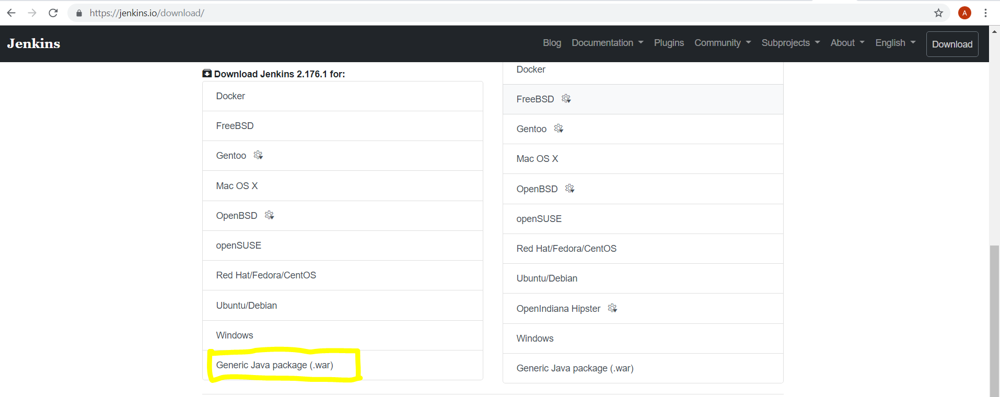 https://jenkins.io/download/
A
Jenkins
Blog
Documentation
Plugins
Community
Subprojects
About
English
Download
Download Jenkins 2.176.1 for:
Docker
FreeBSD
Gentoo
Mac OS X
OpenBSD
openSUSE
Red Hat/Fedora/CentOS
Ubuntu/Debian
Windows
Generic Java package (.war)
Docker
FreeBSD
Gentoo
Mac OS X
OpenBSD
openSUSE
Red Hat/Fedora/CentOS
Ubuntu/Debian
OpenIndiana Hipster
Windows
Generic Java package (.war)